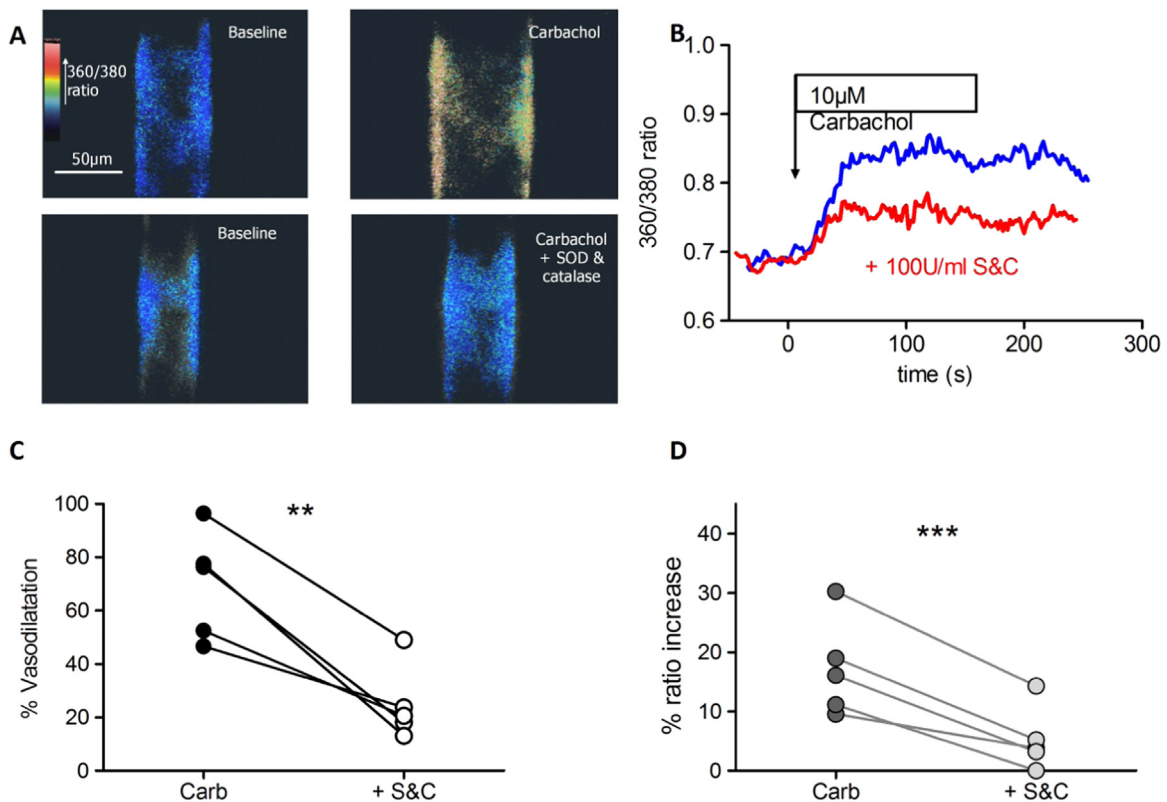 A
Baseline
360/380
ratio
50µm
Carbachol
Baseline
Carbachol
+ SOD &
catalase
B
1.0
0.9
0.8
0.7
0.6
360/380 ratio
10µM
Carbachol
+ 100U/ml S&C
0
100
200
300
time (s)
C
100
80
60
40
20
0
% Vasodilatation
**
Carb
+ S&C
D
40
30
20
10
0
% ratio increase
***
Carb
+ S&C